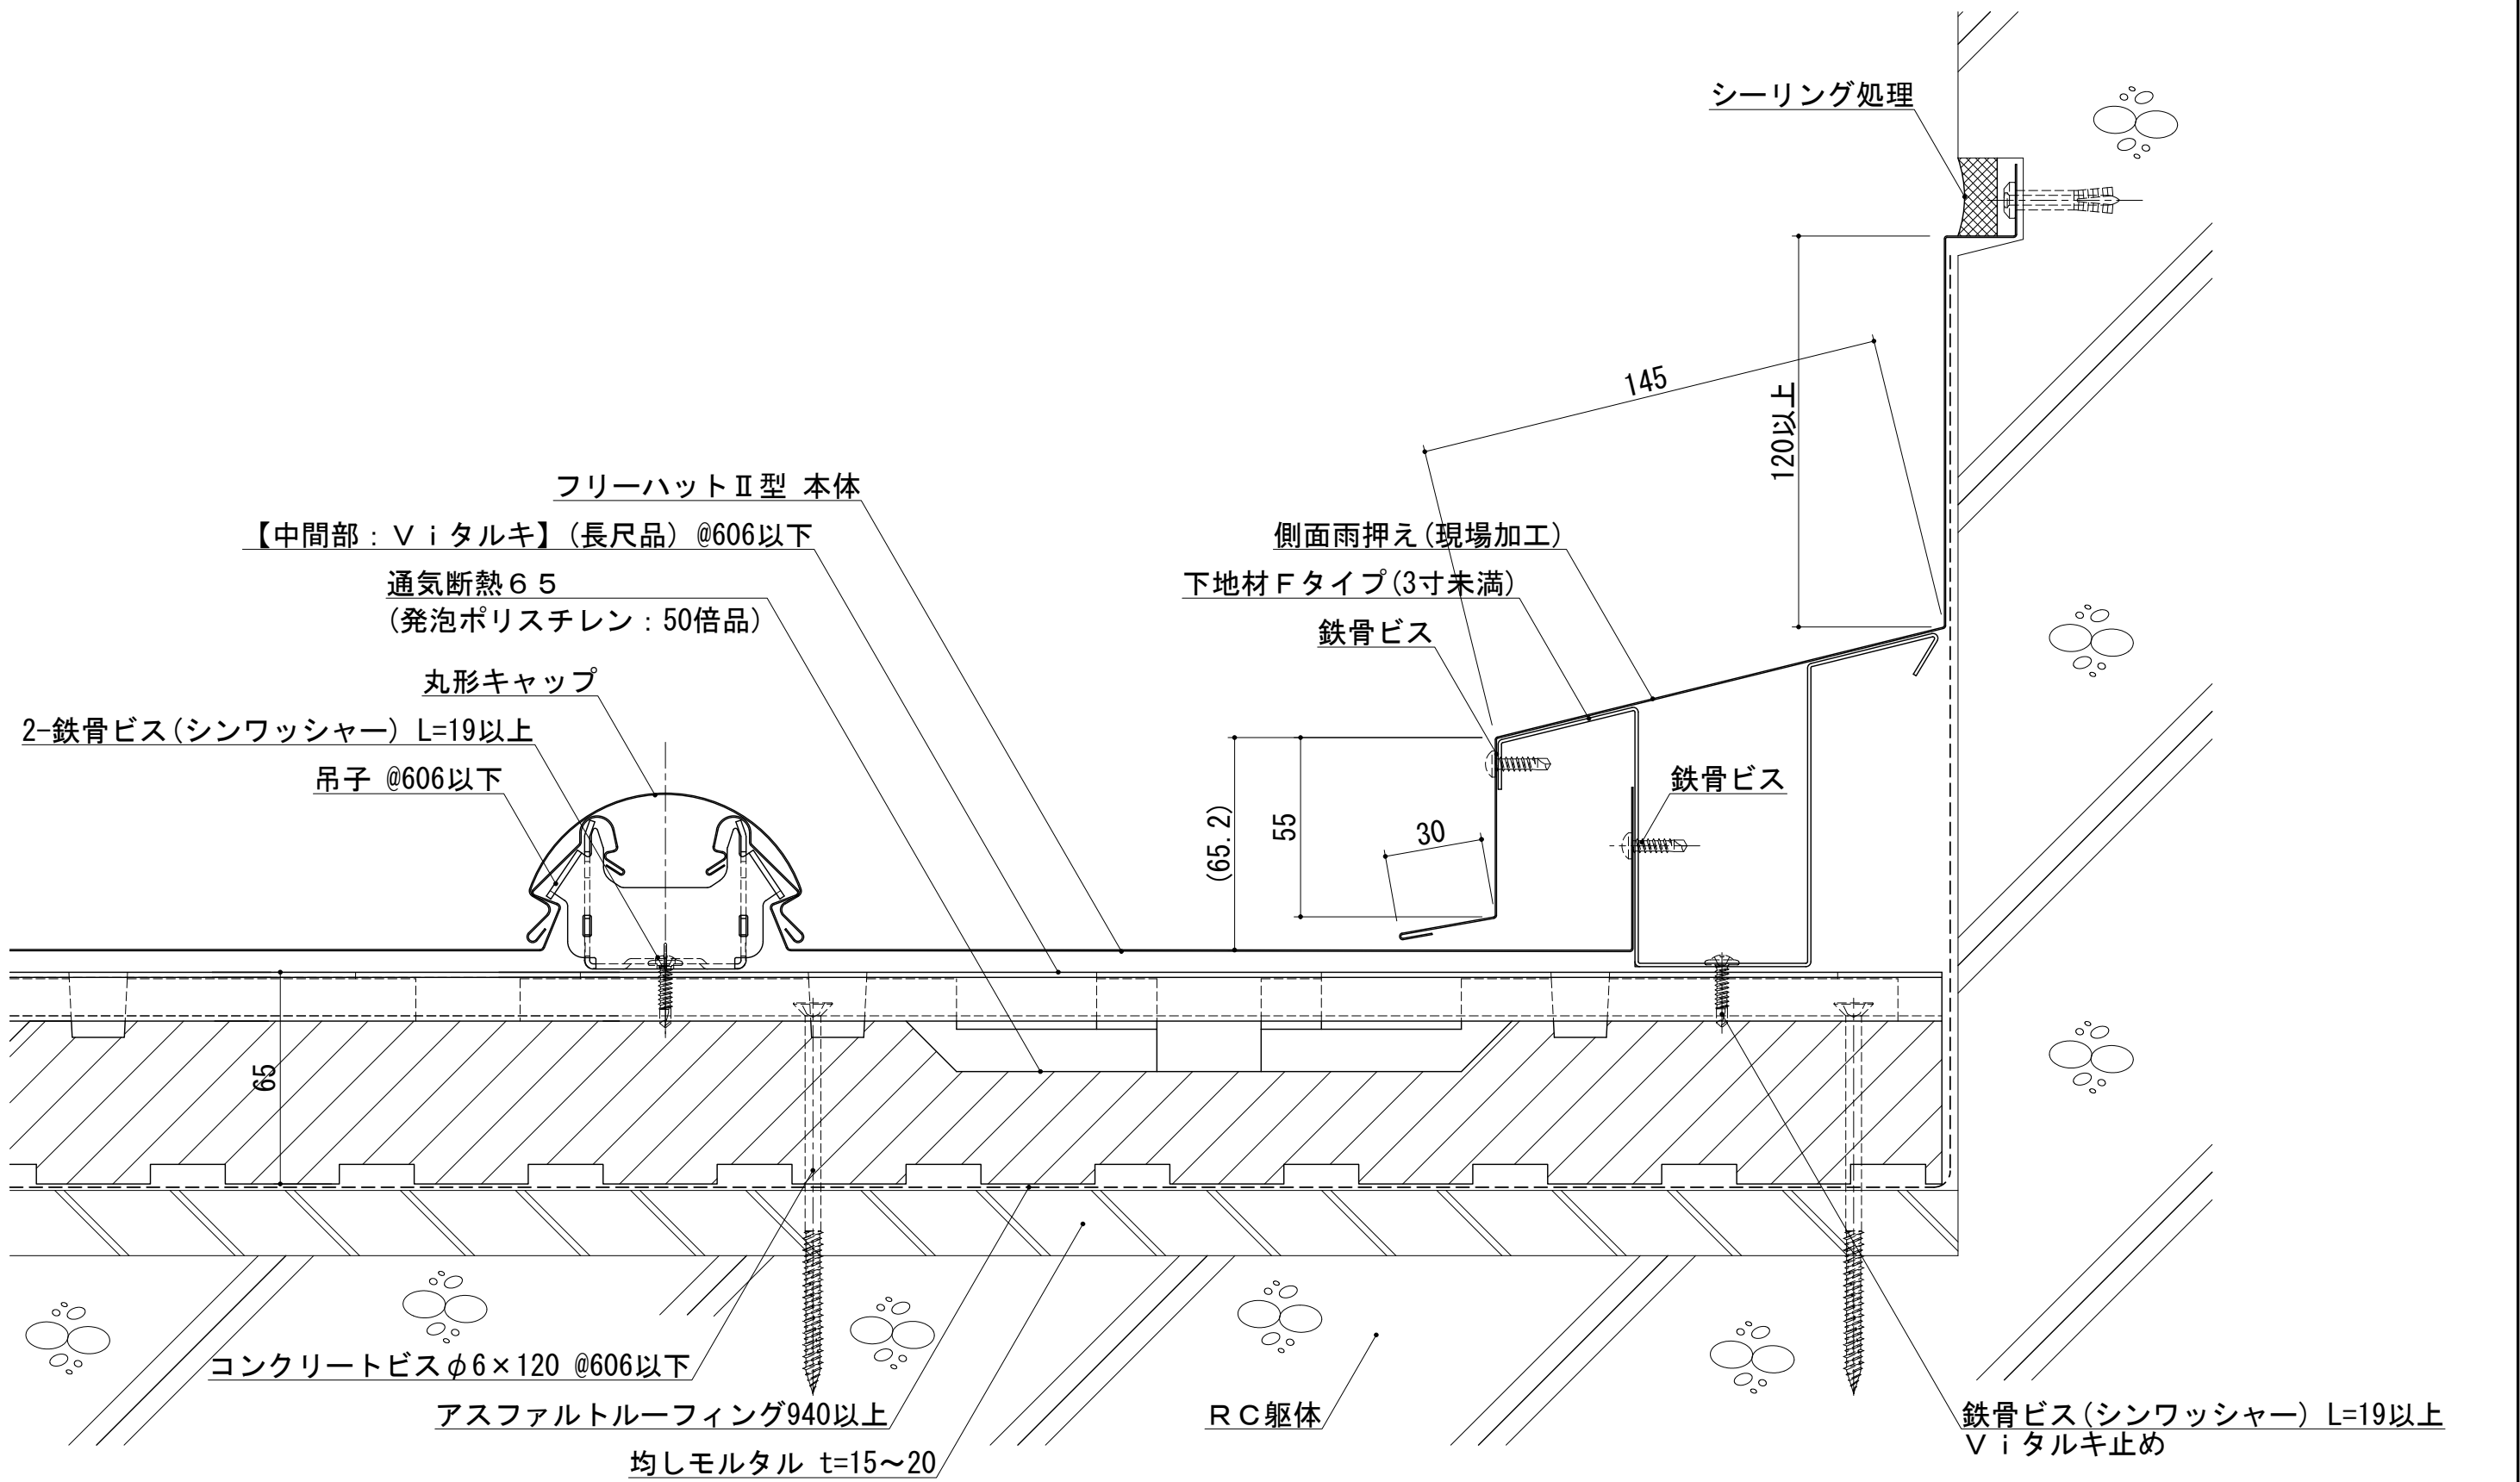 シーリング処理
145
120以上
フリーハットⅡ型 本体
【中間部：Ｖｉタルキ】(長尺品) @606以下
側面雨押え(現場加工)
通気断熱６５
(発泡ポリスチレン：50倍品)
下地材Ｆタイプ(3寸未満)
鉄骨ビス
丸形キャップ
2-鉄骨ビス(シンワッシャー) L=19以上
吊子 @606以下
鉄骨ビス
(65.2)
55
30
65
コンクリートビスφ6×120 @606以下
アスファルトルーフィング940以上
均しモルタル t=15～20
ＲＣ躯体
鉄骨ビス(シンワッシャー) L=19以上
Ｖｉタルキ止め